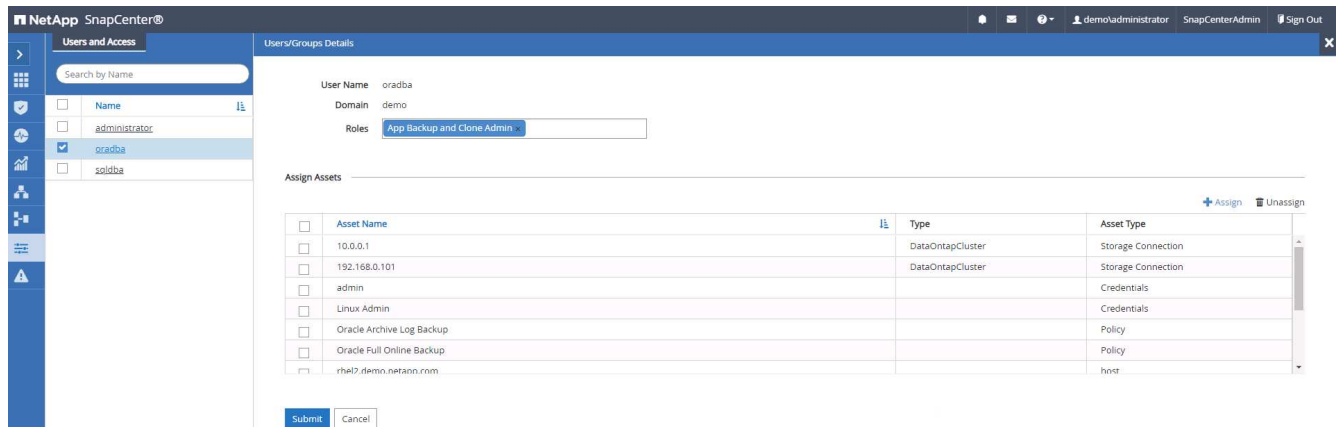 NetApp SnapCenter®
demo\administrator SnapCenterAdmin Sign Out
Users and Access
Users/Groups Details
Search by Name
Name
administrator
oradba
sqldba
User Name oradba
Domain demo
Roles App Backup and Clone Admin ×
Assign Assets
+ Assign Unassign
Asset Name Type Asset Type
10.0.0.1 DataOntapCluster Storage Connection
192.168.0.101 DataOntapCluster Storage Connection
admin Credentials
Linux Admin Credentials
Oracle Archive Log Backup Policy
Oracle Full Online Backup Policy
rhel2.demo.netapp.com host
Submit Cancel